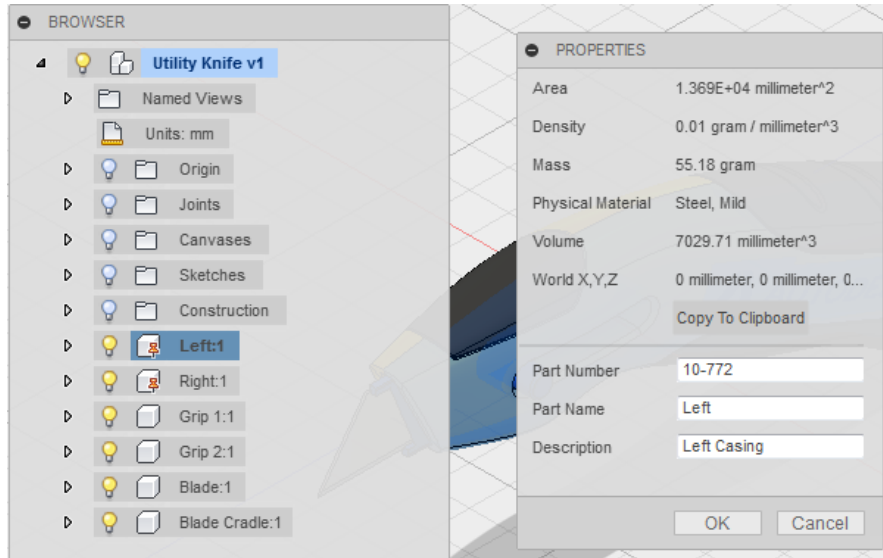 BROWSER
Utility Knife v1
Named Views
Units: mm
Origin
Joints
Canvases
Sketches
Construction
Left:1
Right:1
Grip 1:1
Grip 2:1
Blade:1
Blade Cradle:1
PROPERTIES
Area 1.369E+04 millimeter^2
Density 0.01 gram / millimeter^3
Mass 55.18 gram
Physical Material Steel, Mild
Volume 7029.71 millimeter^3
World X,Y,Z 0 millimeter, 0 millimeter, 0...
Copy To Clipboard
Part Number 10-772
Part Name Left
Description Left Casing
OK Cancel